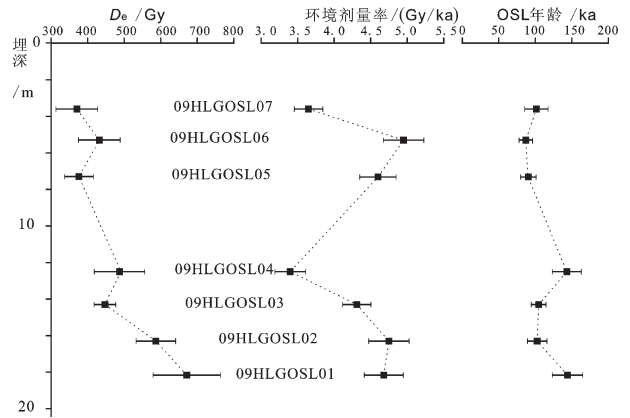 De /Gy 环境剂量率/(Gy/ka) OSL年龄 /ka
300 400 500 600 700 800 3.0 3.5 4.0 4.5 5.0 5.5 0 50 100 150 200
0
埋深
/m
09HLGOSL07
09HLGOSL06
09HLGOSL05
10
09HLGOSL04
09HLGOSL03
09HLGOSL02
09HLGOSL01
20